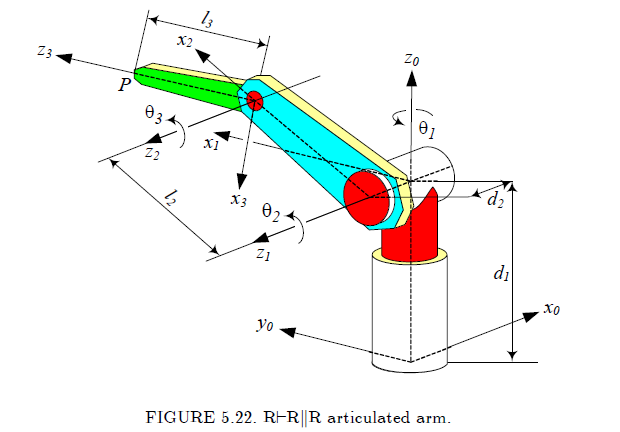 l3
x2
z3
P
z0
θ3
θ1
z2
x1
x3
l2
θ2
d2
z1
d1
y0
x0
FIGURE 5.22. R⊢R∥R articulated arm.